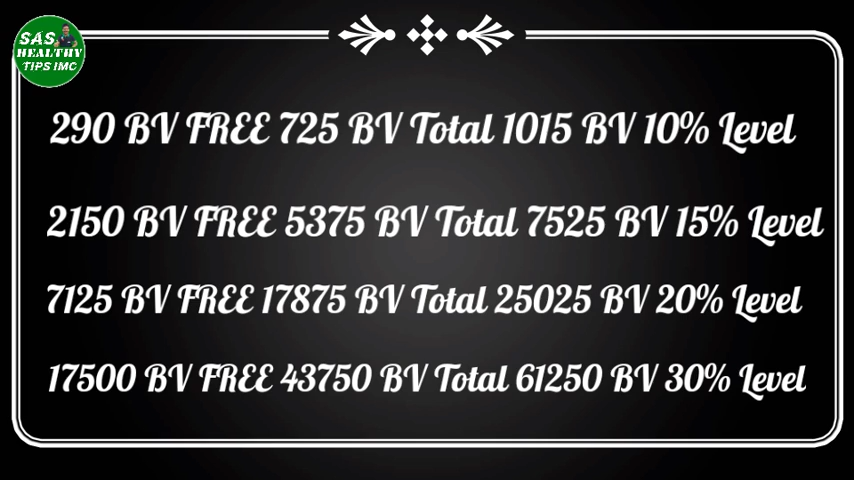 SAS
HEALTHY
TIPS IMC
290 BV FREE 725 BV Total 1015 BV 10% Level
2150 BV FREE 5375 BV Total 7525 BV 15% Level
7125 BV FREE 17875 BV Total 25025 BV 20% Level
17500 BV FREE 43750 BV Total 61250 BV 30% Level